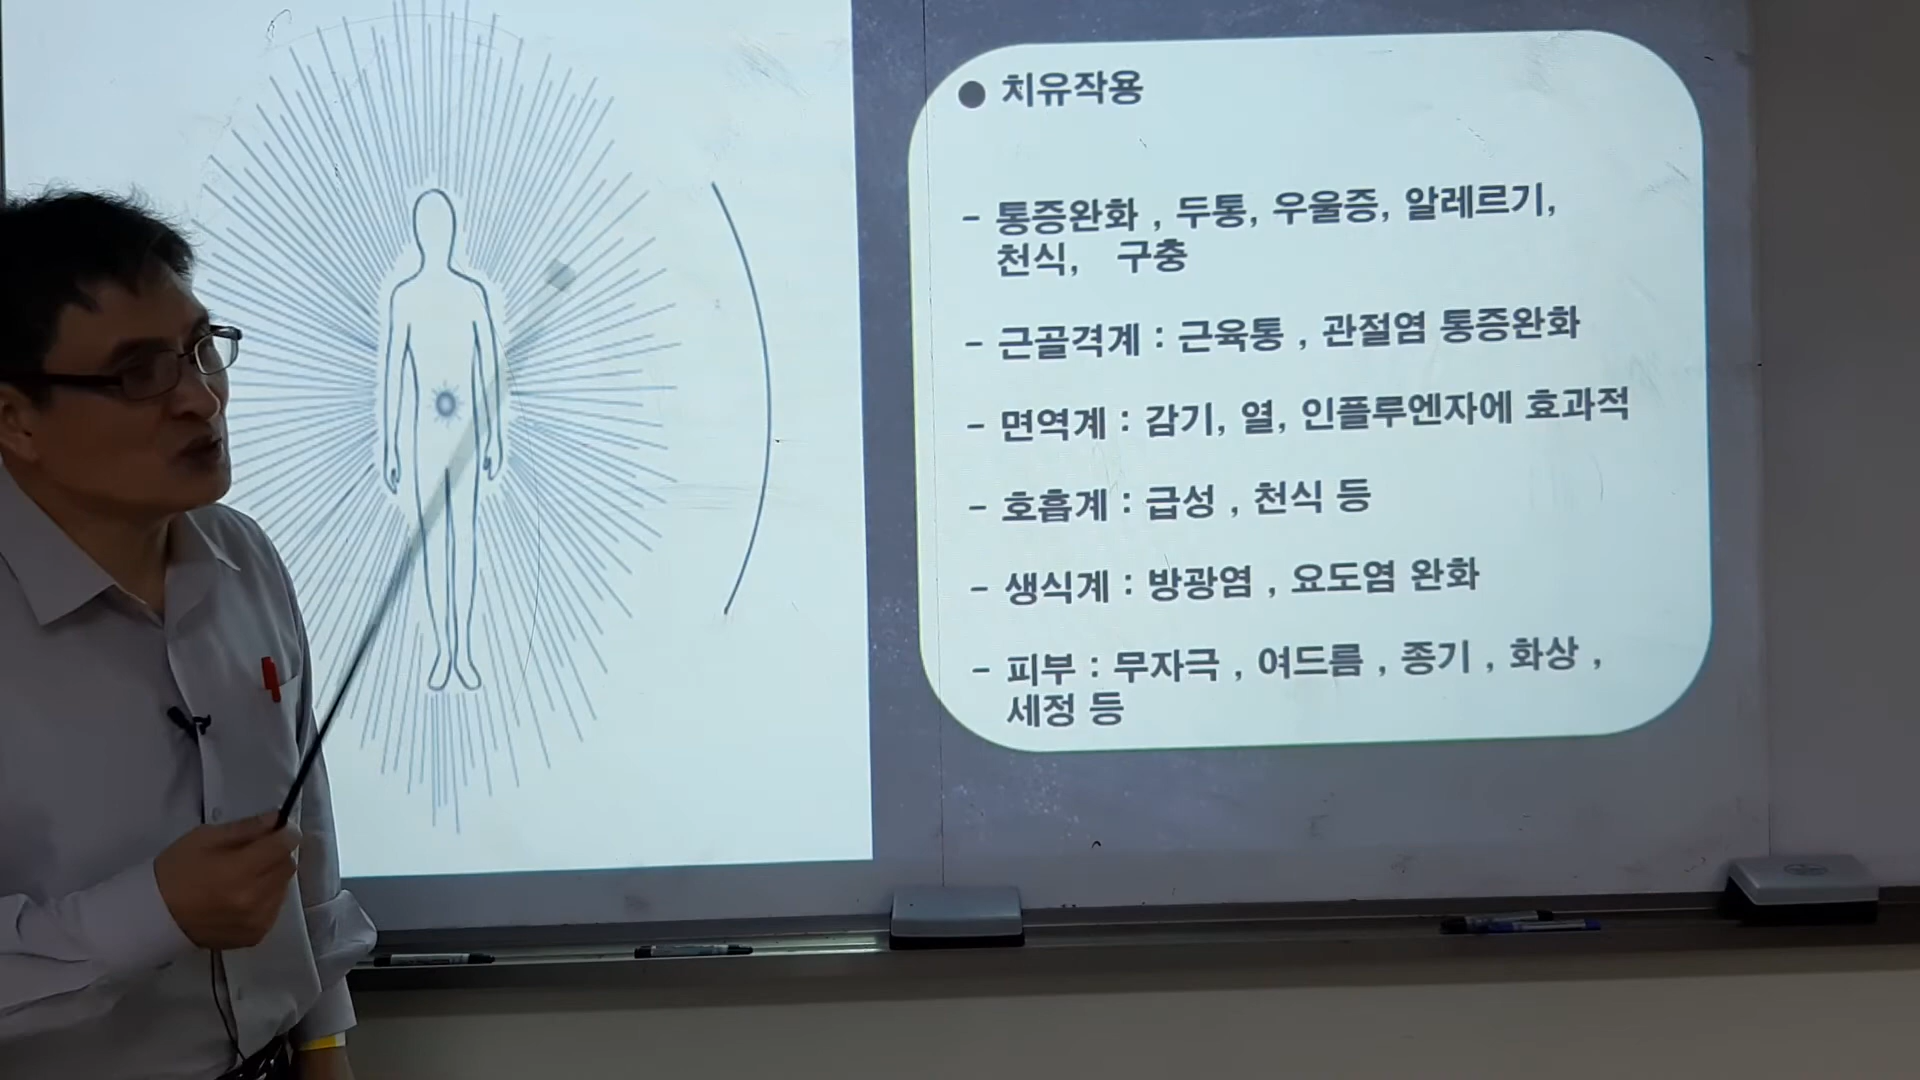 ● 치유작용
- 통증완화 , 두통, 우울증, 알레르기,
천식, 구충
- 근골격계 : 근육통 , 관절염 통증완화
- 면역계 : 감기, 열, 인플루엔자에 효과적
- 호흡계 : 급성 , 천식 등
- 생식계 : 방광염 , 요도염 완화
- 피부 : 무자극 , 여드름 , 종기 , 화상 ,
세정 등